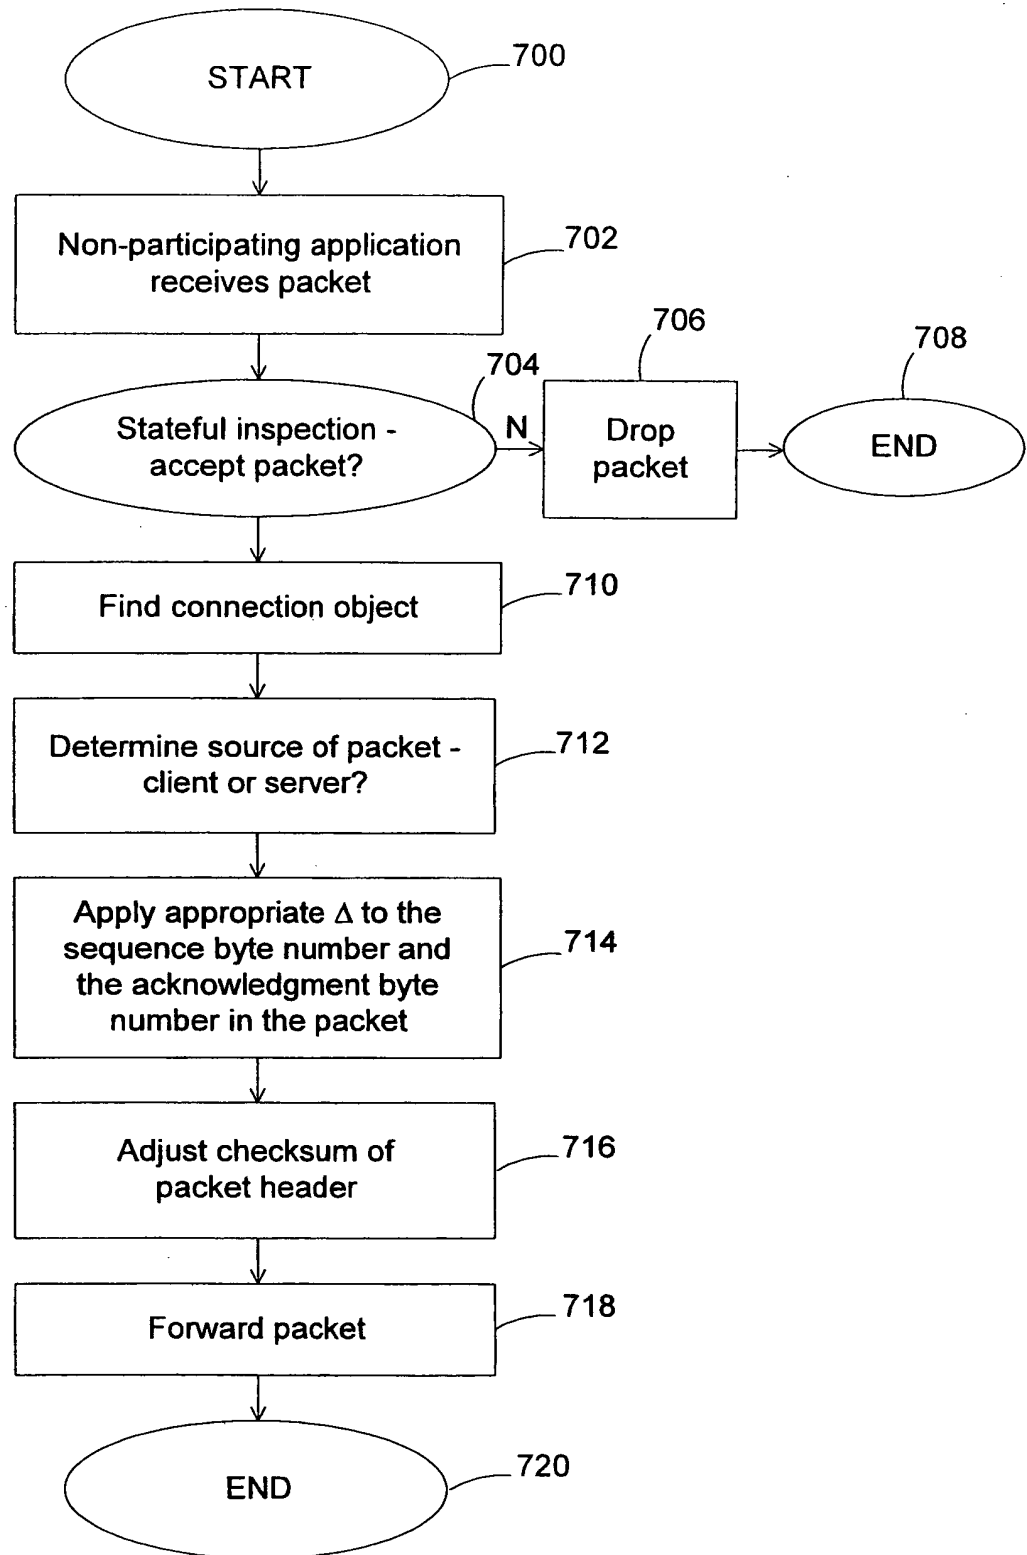 START
700
Non-participating application
receives packet
702
706
708
704
Stateful inspection -
accept packet?
N
Drop
packet
END
Find connection object
710
Determine source of packet -
client or server?
712
Apply appropriate Δ to the
sequence byte number and
the acknowledgment byte
number in the packet
714
Adjust checksum of
packet header
716
Forward packet
718
END
720